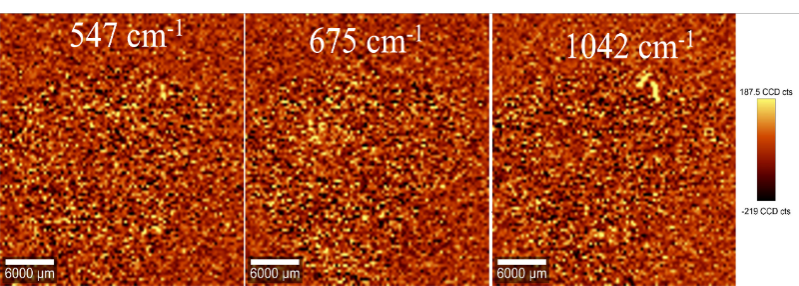 547 cm-1
675 cm-1
1042 cm-1
187.5 CCD cts
-219 CCD cts
6000 µm
6000 µm
6000 µm